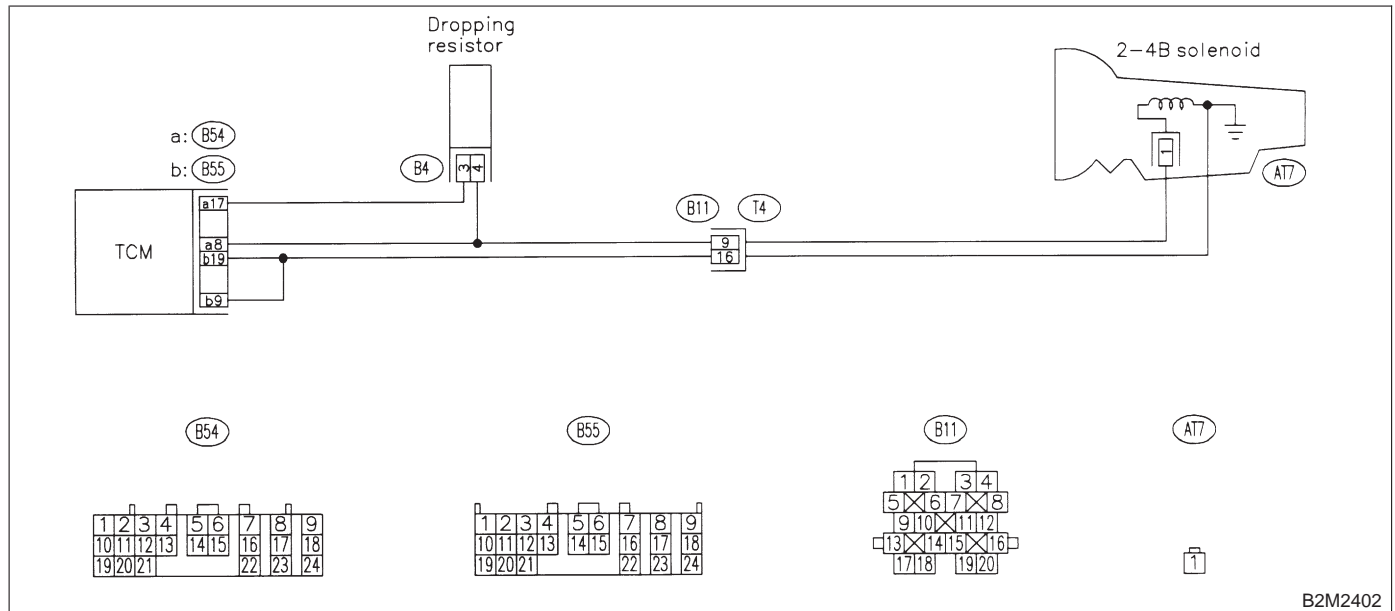 Dropping
resistor
2-4B solenoid
a: B54
b: B55
B4
3 4
1
AT7
a17
B11 T4
TCM
a8
9
b19
16
b9
B54 B55 B11 AT7
1 2 3 4 5 6 7 8 9
10 11 12 13 14 15 16 17 18
19 20 21 22 23 24
1 2 3 4 5 6 7 8 9
10 11 12 13 14 15 16 17 18
19 20 21 22 23 24
1 2 3 4
5 6 7 8
9 10 11 12
13 14 15 16
17 18 19 20
1
B2M2402